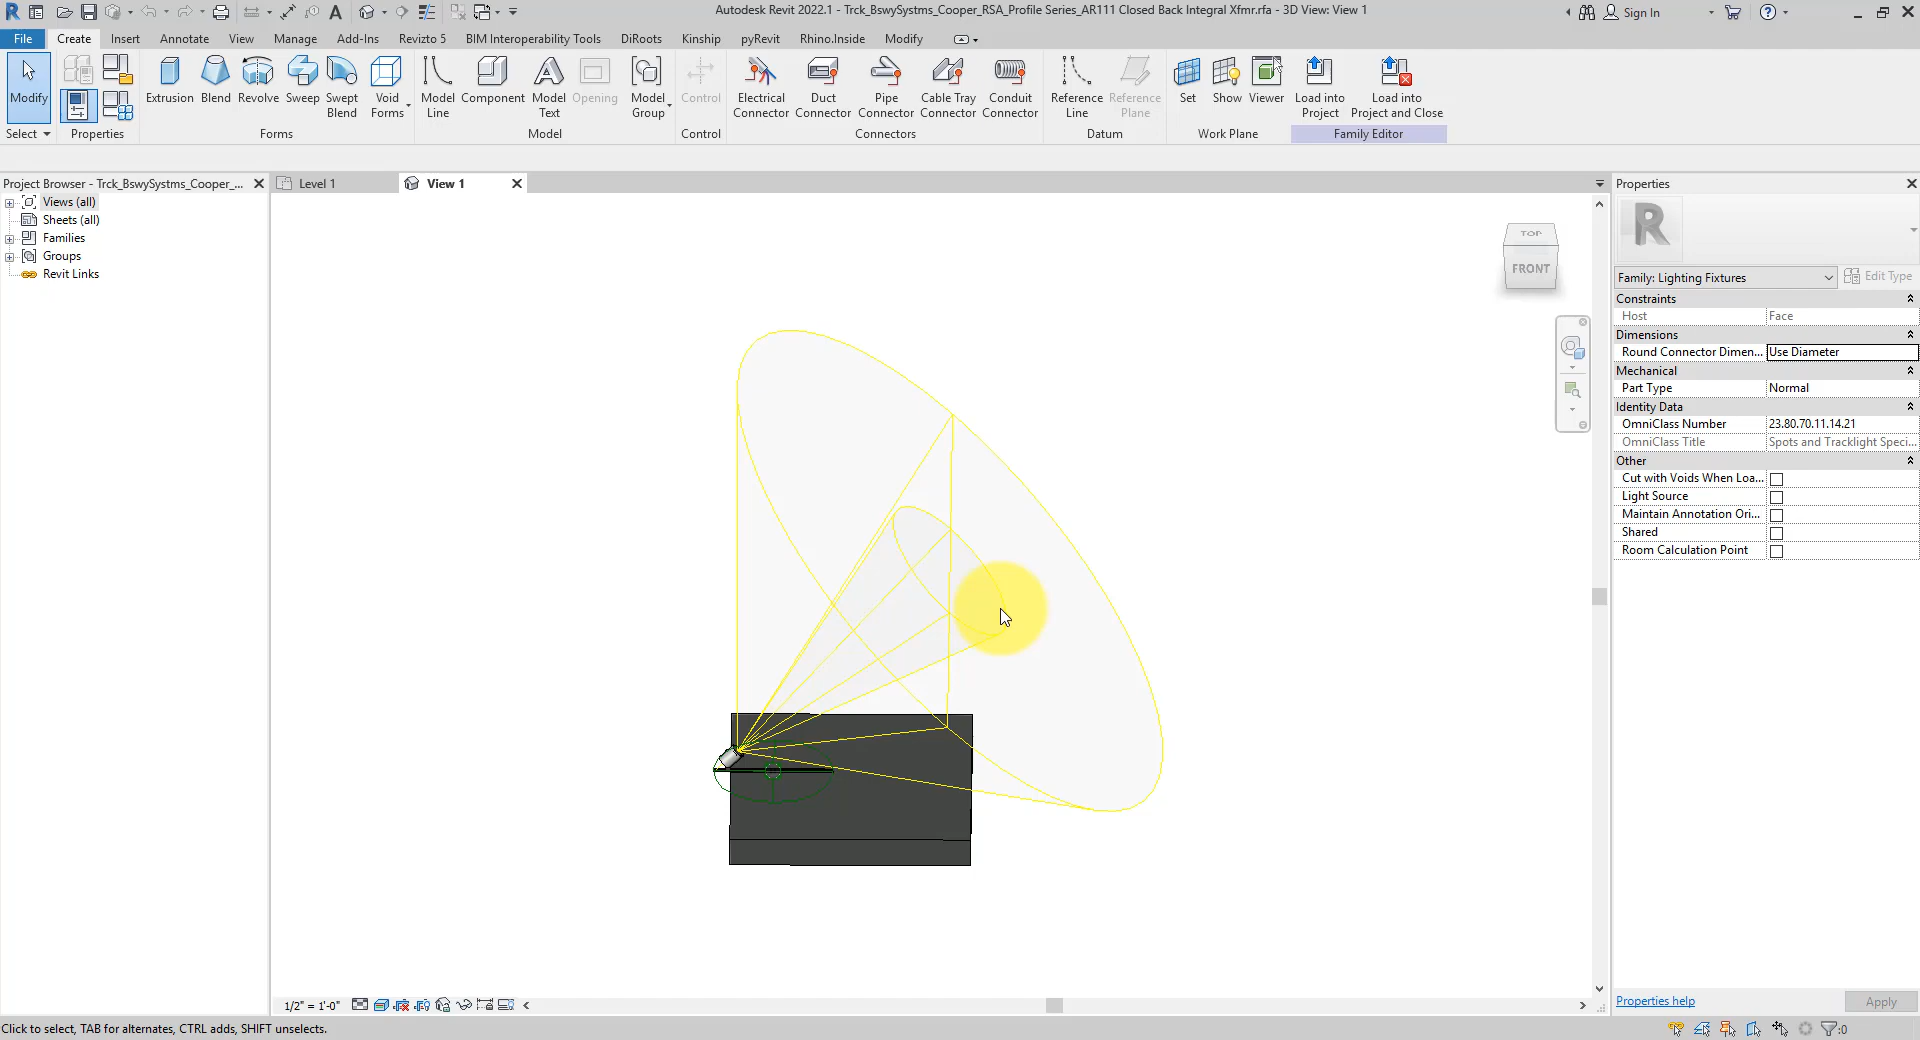 Autodesk Revit 2022.1 - Trck_BswySystms_Cooper_RSA_Profile Series_AR111 Closed Back Integral Xfmr.rfa - 3D View: View 1
Sign In
File Create Insert Annotate View Manage Add-Ins Revizto 5 BIM Interoperability Tools DiRoots Kinship pyRevit Rhino.Inside Modify
Modify
Extrusion Blend Revolve Sweep Swept Blend Void Forms
Model Line Component Model Text Opening Model Group
Control
Electrical Connector Duct Connector Pipe Connector Cable Tray Connector Conduit Connector
Reference Line Reference Plane
Set Show Viewer
Load into Project Load into Project and Close
Select Properties Forms Model Control Connectors Datum Work Plane Family Editor
Project Browser - Trck_BswySystms_Cooper_...
Views (all)
Sheets (all)
Families
Groups
Revit Links
Level 1
View 1
TOP
FRONT
Properties
R
Family: Lighting Fixtures Edit Type
Constraints
Host Face
Dimensions
Round Connector Dimen... Use Diameter
Mechanical
Part Type Normal
Identity Data
OmniClass Number 23.80.70.11.14.21
OmniClass Title Spots and Tracklight Speci...
Other
Cut with Voids When Loa...
Light Source
Maintain Annotation Ori...
Shared
Room Calculation Point
Properties help Apply
1/2" = 1'-0"
Click to select, TAB for alternates, CTRL adds, SHIFT unselects.
:0